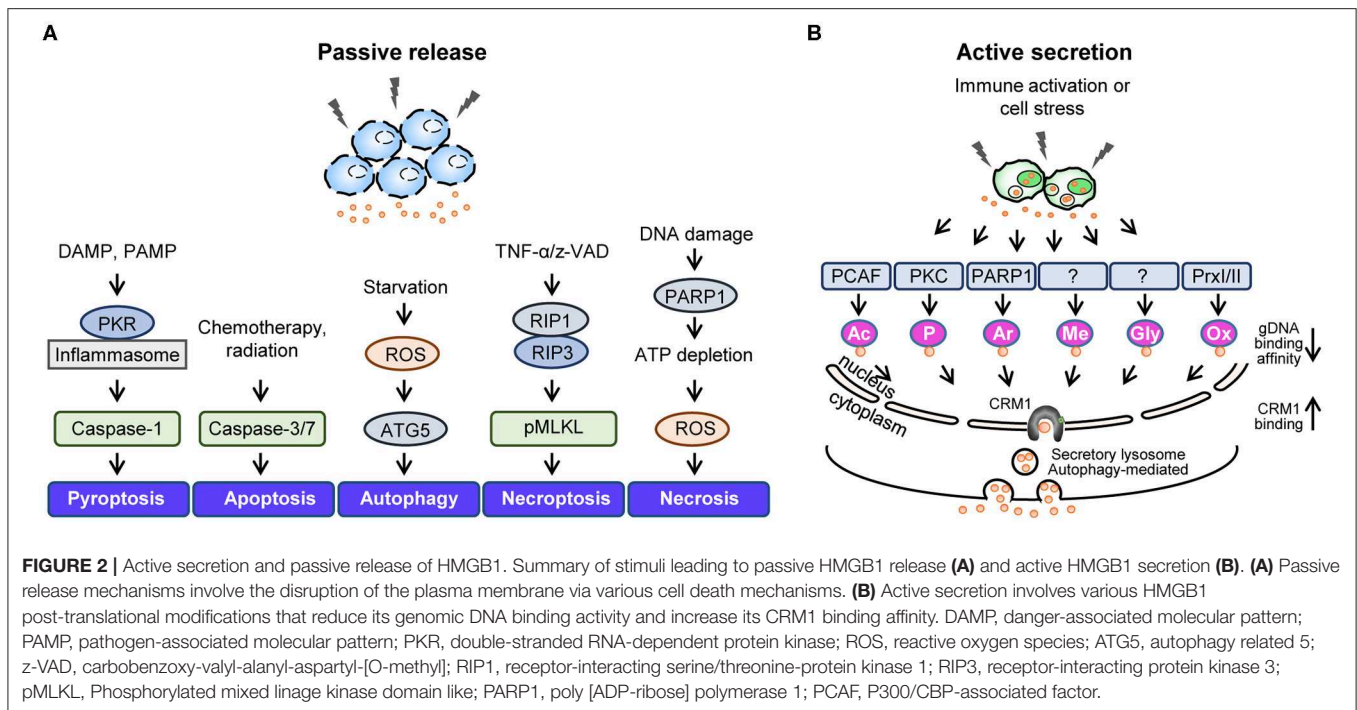 A
Passive
release
DAMP, PAMP
PKR
Inflammasome
Caspase-1
Pyroptosis
Chemotherapy,
radiation
Caspase-3/7
Apoptosis
Starvation
ROS
ATG5
Autophagy
TNF-α/z-VAD
RIP1
RIP3
pMLKL
Necroptosis
DNA damage
PARP1
ATP depletion
ROS
Necrosis
B
Active secretion
Immune activation or
cell stress
PCAF PKC PARP1 ? ? PrxI/II
Ac P Ar Me Gly Ox
gDNA
binding
affinity
nucleus
cytoplasm
CRM1
CRM1
binding
Secretory lysosome
Autophagy-mediated
FIGURE 2 | Active secretion and passive release of HMGB1. Summary of stimuli leading to passive HMGB1 release (A) and active HMGB1 secretion (B). (A) Passive
release mechanisms involve the disruption of the plasma membrane via various cell death mechanisms. (B) Active secretion involves various HMGB1
post-translational modifications that reduce its genomic DNA binding activity and increase its CRM1 binding affinity. DAMP, danger-associated molecular pattern;
PAMP, pathogen-associated molecular pattern; PKR, double-stranded RNA-dependent protein kinase; ROS, reactive oxygen species; ATG5, autophagy related 5;
z-VAD, carbobenzoxy-valyl-alanyl-aspartyl-[O-methyl]; RIP1, receptor-interacting serine/threonine-protein kinase 1; RIP3, receptor-interacting protein kinase 3;
pMLKL, Phosphorylated mixed linage kinase domain like; PARP1, poly [ADP-ribose] polymerase 1; PCAF, P300/CBP-associated factor.